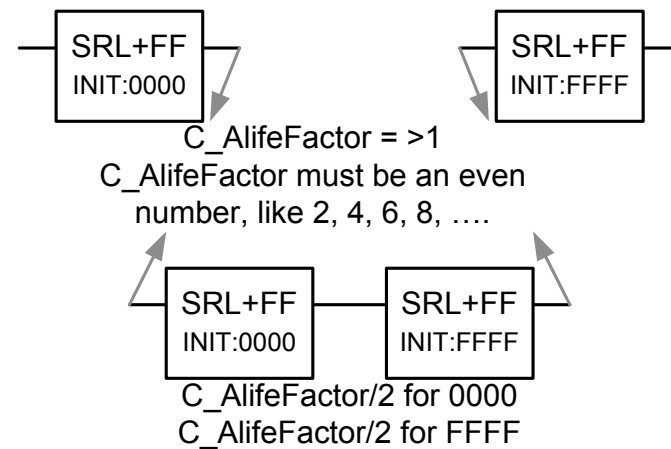 SRL+FF
INIT:0000
SRL+FF
INIT:FFFF
C_AlifeFactor = >1
C_AlifeFactor must be an even
number, like 2, 4, 6, 8, ….
SRL+FF
INIT:0000
SRL+FF
INIT:FFFF
C_AlifeFactor/2 for 0000
C_AlifeFactor/2 for FFFF